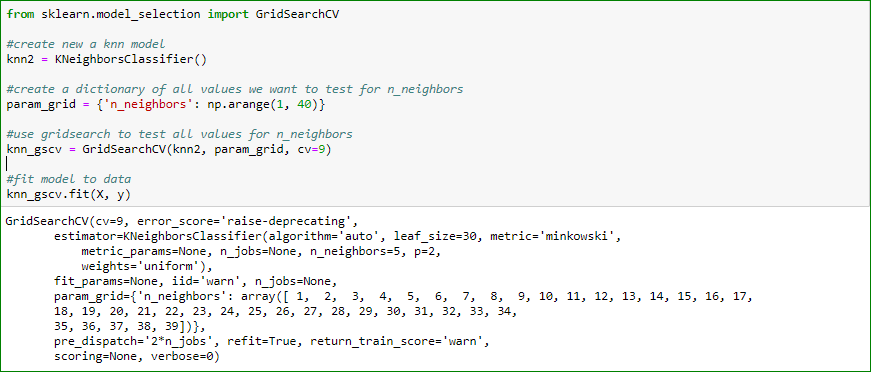 from sklearn.model_selection import GridSearchCV
#create new a knn model
knn2 = KNeighborsClassifier()
#create a dictionary of all values we want to test for n_neighbors
param_grid = {'n_neighbors': np.arange(1, 40)}
#use gridsearch to test all values for n_neighbors
knn_gscv = GridSearchCV(knn2, param_grid, cv=9)
#fit model to data
knn_gscv.fit(X, y)
GridSearchCV(cv=9, error_score='raise-deprecating',
estimator=KNeighborsClassifier(algorithm='auto', leaf_size=30, metric='minkowski',
metric_params=None, n_jobs=None, n_neighbors=5, p=2,
weights='uniform'),
fit_params=None, iid='warn', n_jobs=None,
param_grid={'n_neighbors': array([ 1,  2,  3,  4,  5,  6,  7,  8,  9, 10, 11, 12, 13, 14, 15, 16, 17,
18, 19, 20, 21, 22, 23, 24, 25, 26, 27, 28, 29, 30, 31, 32, 33, 34,
35, 36, 37, 38, 39])},
pre_dispatch='2*n_jobs', refit=True, return_train_score='warn',
scoring=None, verbose=0)